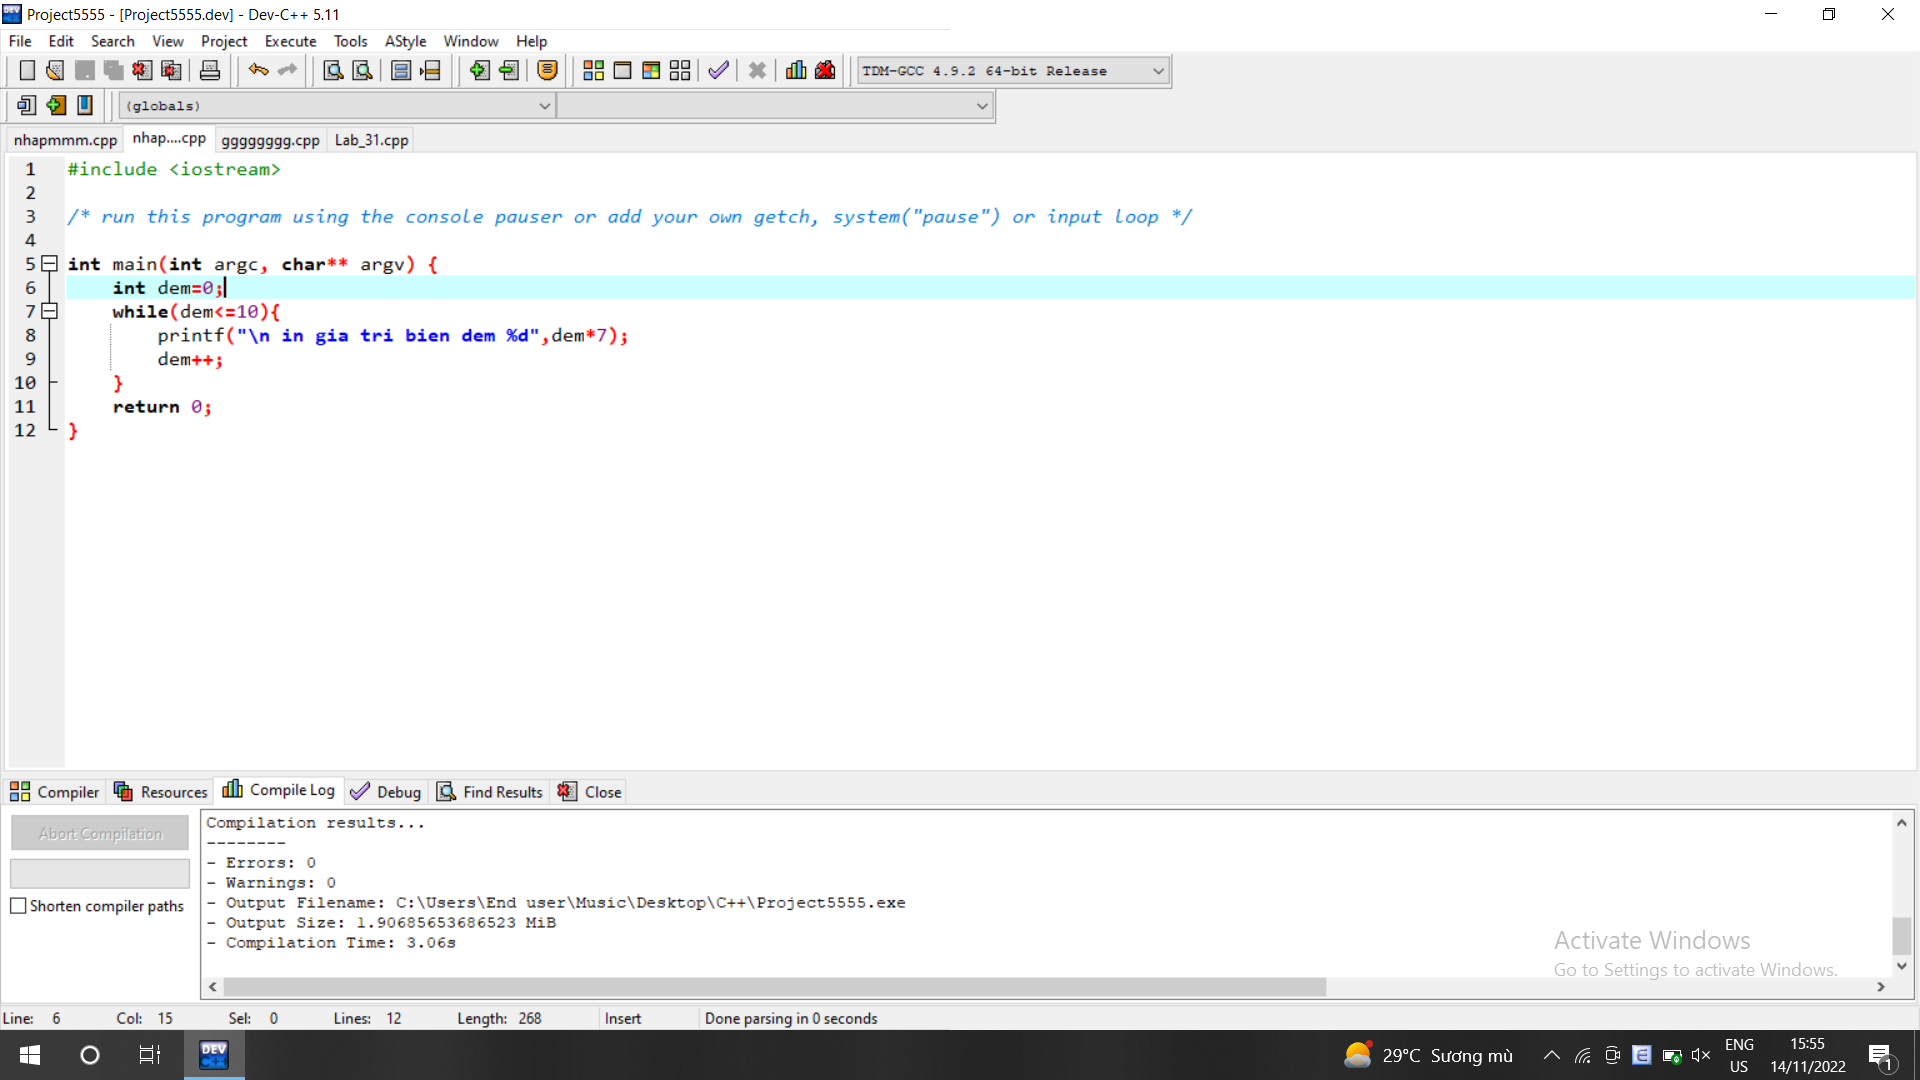 Project5555 - [Project5555.dev] - Dev-C++ 5.11
File Edit Search View Project Execute Tools AStyle Window Help
TDM-GCC 4.9.2 64-bit Release
(globals)
nhapmmm.cpp nhap....cpp gggggggg.cpp Lab_31.cpp
1 #include <iostream>
2
3 /* run this program using the console pauser or add your own getch, system("pause") or input loop */
4
5 int main(int argc, char** argv) {
6 int dem=0;
7 while(dem<=10){
8 printf("\n in gia tri bien dem %d",dem*7);
9 dem++;
10 }
11 return 0;
12 }
Compiler Resources Compile Log Debug Find Results Close
Abort Compilation
Shorten compiler paths
Compilation results...
--------
- Errors: 0
- Warnings: 0
- Output Filename: C:\Users\End user\Music\Desktop\C++\Project5555.exe
- Output Size: 1.90685653686523 MiB
- Compilation Time: 3.06s
Activate Windows
Go to Settings to activate Windows.
Line: 6 Col: 15 Sel: 0 Lines: 12 Length: 268 Insert Done parsing in 0 seconds
DEV C++
29°C Sương mù
ENG
US
15:55
14/11/2022
1